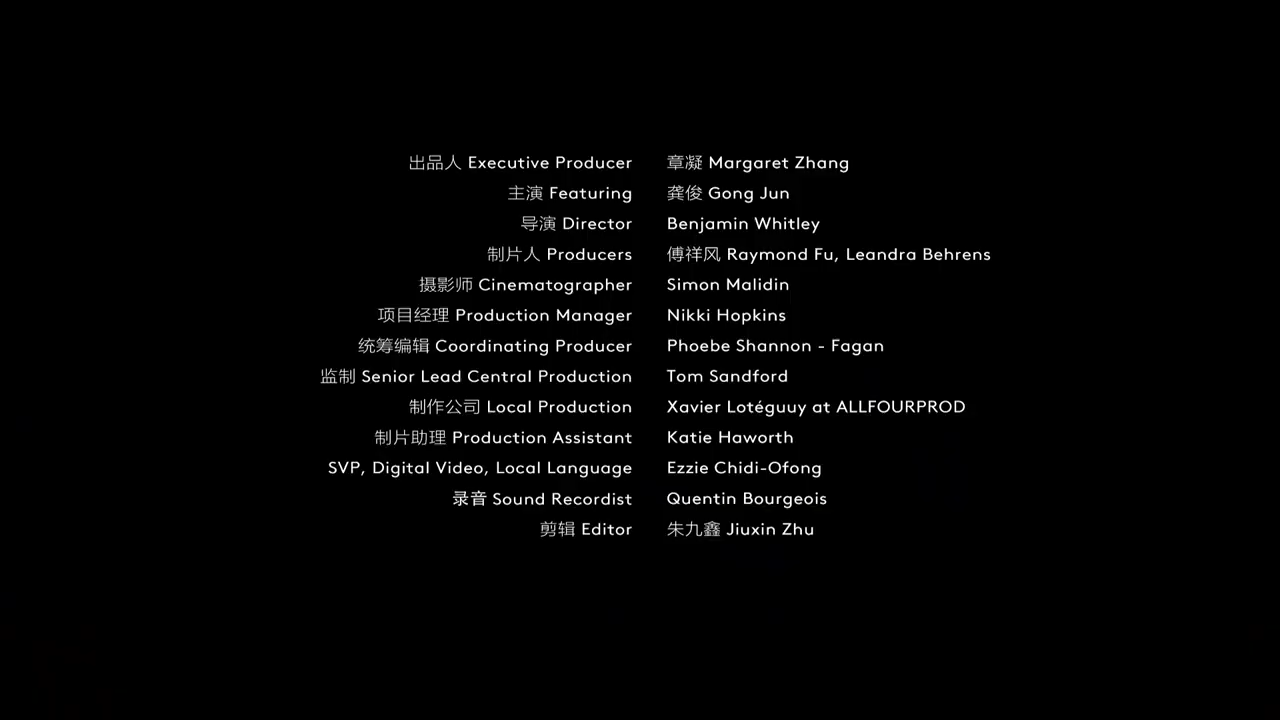 出品人 Executive Producer 章凝 Margaret Zhang
主演 Featuring 龚俊 Gong Jun
导演 Director Benjamin Whitley
制片人 Producers 傅祥风 Raymond Fu, Leandra Behrens
摄影师 Cinematographer Simon Malidin
项目经理 Production Manager Nikki Hopkins
统筹编辑 Coordinating Producer Phoebe Shannon - Fagan
监制 Senior Lead Central Production Tom Sandford
制作公司 Local Production Xavier Lotéguuy at ALLFOURPROD
制片助理 Production Assistant Katie Haworth
SVP, Digital Video, Local Language Ezzie Chidi-Ofong
录音 Sound Recordist Quentin Bourgeois
剪辑 Editor 朱九鑫 Jiuxin Zhu